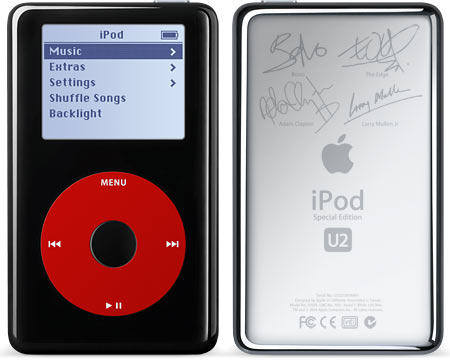 iPod
Music
Extras
Settings
Shuffle Songs
Backlight
MENU
Bono
The Edge
Adam Clayton
Larry Mullen Jr
iPod
Special Edition
U2